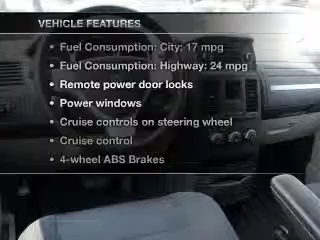 VEHICLE FEATURES
• Fuel Consumption: City: 17 mpg
• Fuel Consumption: Highway: 24 mpg
• Remote power door locks
• Power windows
• Cruise controls on steering wheel
• Cruise control
• 4-wheel ABS Brakes